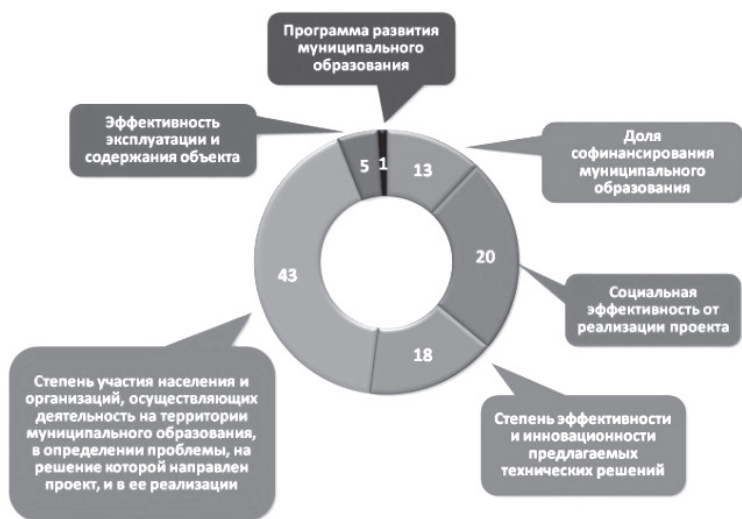 Программа развития
муниципального
образования
Эффективность
эксплуатации и
содержания объекта
Доля
софинансирования
муниципального
образования
5
1
13
20
43
18
Социальная
эффективность от
реализации проекта
Степень участия населения и
организаций, осуществляющих
деятельность на территории
муниципального образования,
в определении проблемы, на
решение которой направлен
проект, и в ее реализации
Степень эффективности
и инновационности
предлагаемых
технических решений